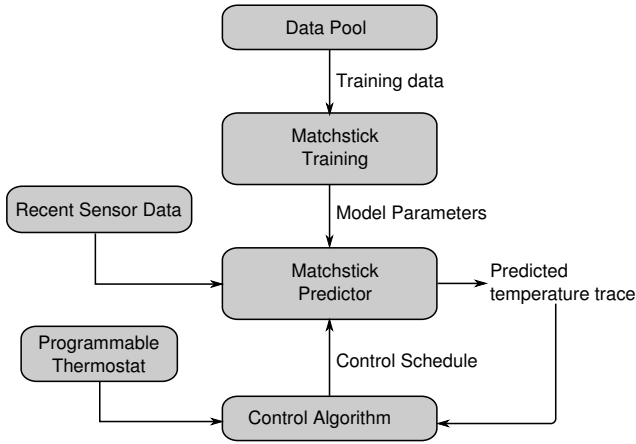 Data Pool
Training data
Matchstick
Training
Recent Sensor Data
Model Parameters
Matchstick
Predictor
Predicted
temperature trace
Programmable
Thermostat
Control Schedule
Control Algorithm